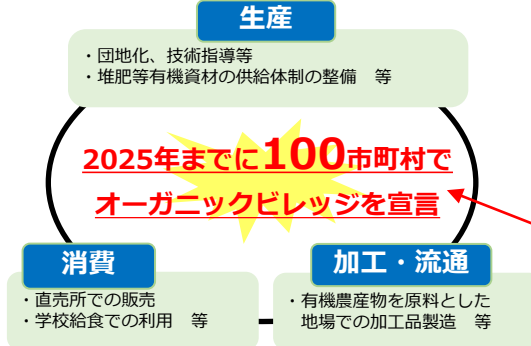 生産
・団地化、技術指導等
・堆肥等有機資材の供給体制の整備　等
2025年までに100市町村で
オーガニックビレッジを宣言
消費
・直売所での販売
・学校給食での利用　等
加工・流通
・有機農産物を原料とした
地場での加工品製造　等